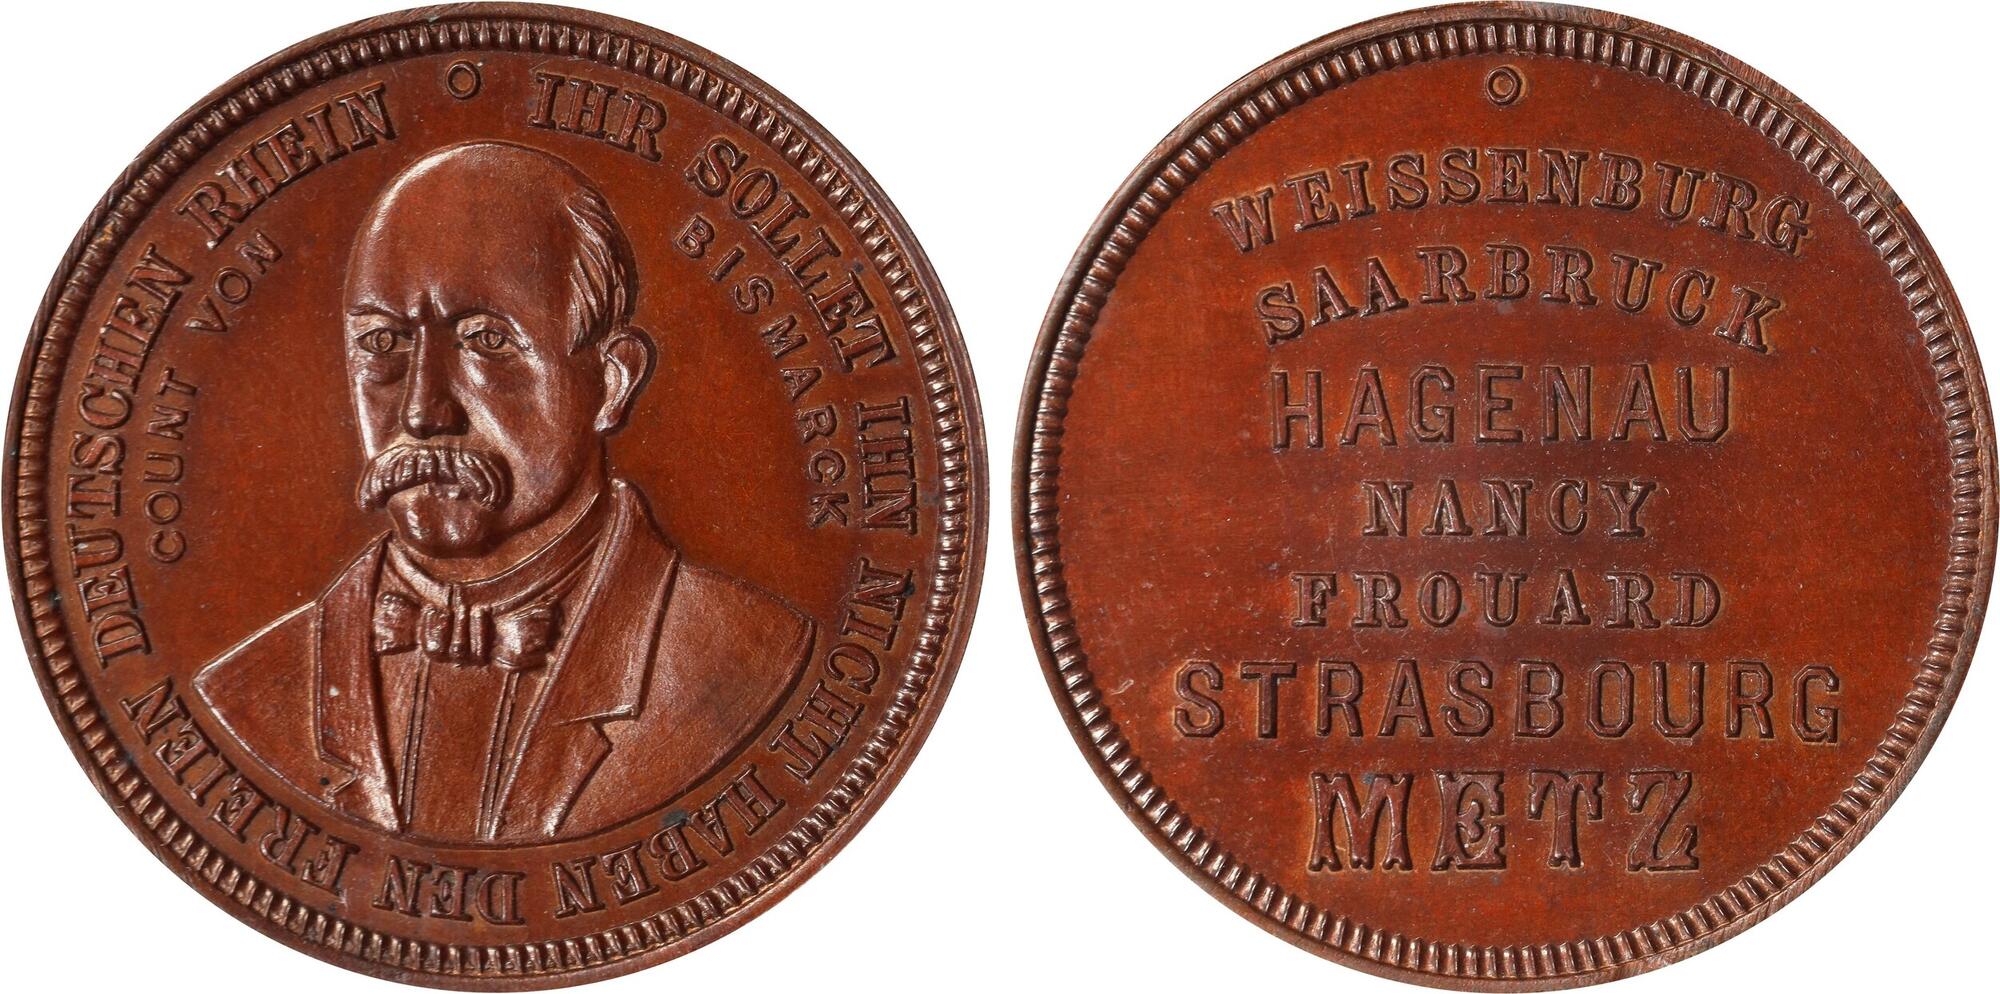 IHR SOLLET IHN NICHT HABEN DEN FREIEN DEUTSCHEN RHEIN
COUNT VON BISMARCK
WEISSENBURG
SAARBRUCK
HAGENAU
NANCY
FROUARD
STRASBOURG
METZ